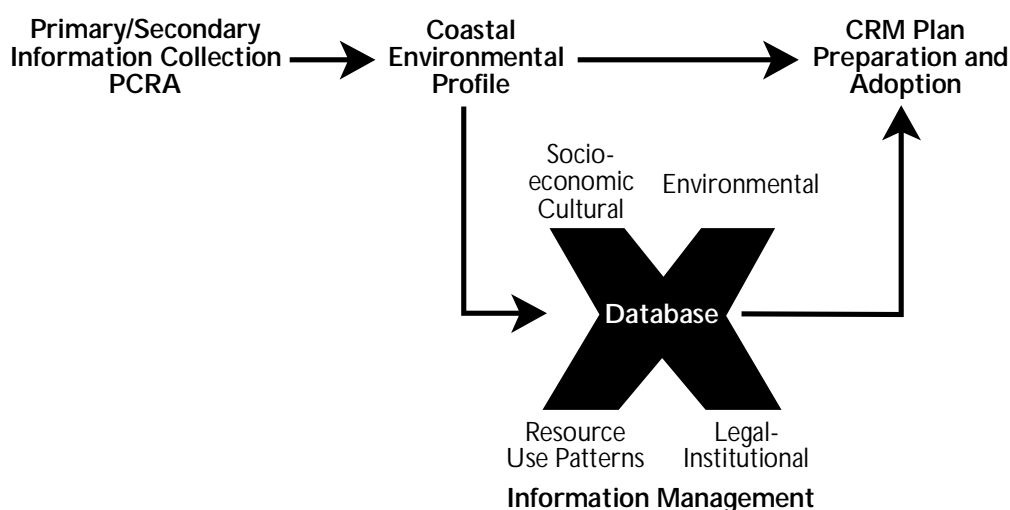 Primary/Secondary
Information Collection
PCRA
Coastal
Environmental
Profile
CRM Plan
Preparation and
Adoption
Socio-
economic
Cultural
Environmental
Database
Resource
Use Patterns
Legal-
Institutional
Information Management